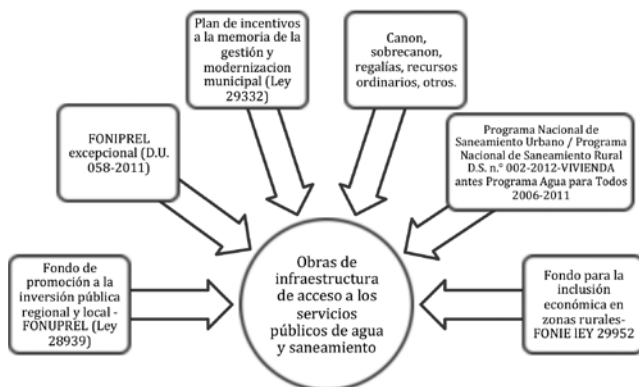 Plan de incentivos
a la memoria de la
gestión y
modernizacion
municipal (Ley
29332)
Canon,
sobrecanon,
regalías, recursos
ordinarios, otros.
FONIPREL
excepcional (D.U.
058-2011)
Programa Nacional de
Saneamiento Urbano / Programa
Nacional de Saneamiento Rural
D.S. n.° 002-2012-VIVIENDA
antes Programa Agua para Todos
2006-2011
Fondo de
promoción a la
inversión pública
regional y local -
FONUPREL (Ley
28939)
Obras de
infraestructura
de acceso a los
servicios
públicos de agua
y saneamiento
Fondo para la
inclusión
económica en
zonas rurales-
FONIE lEY 29952